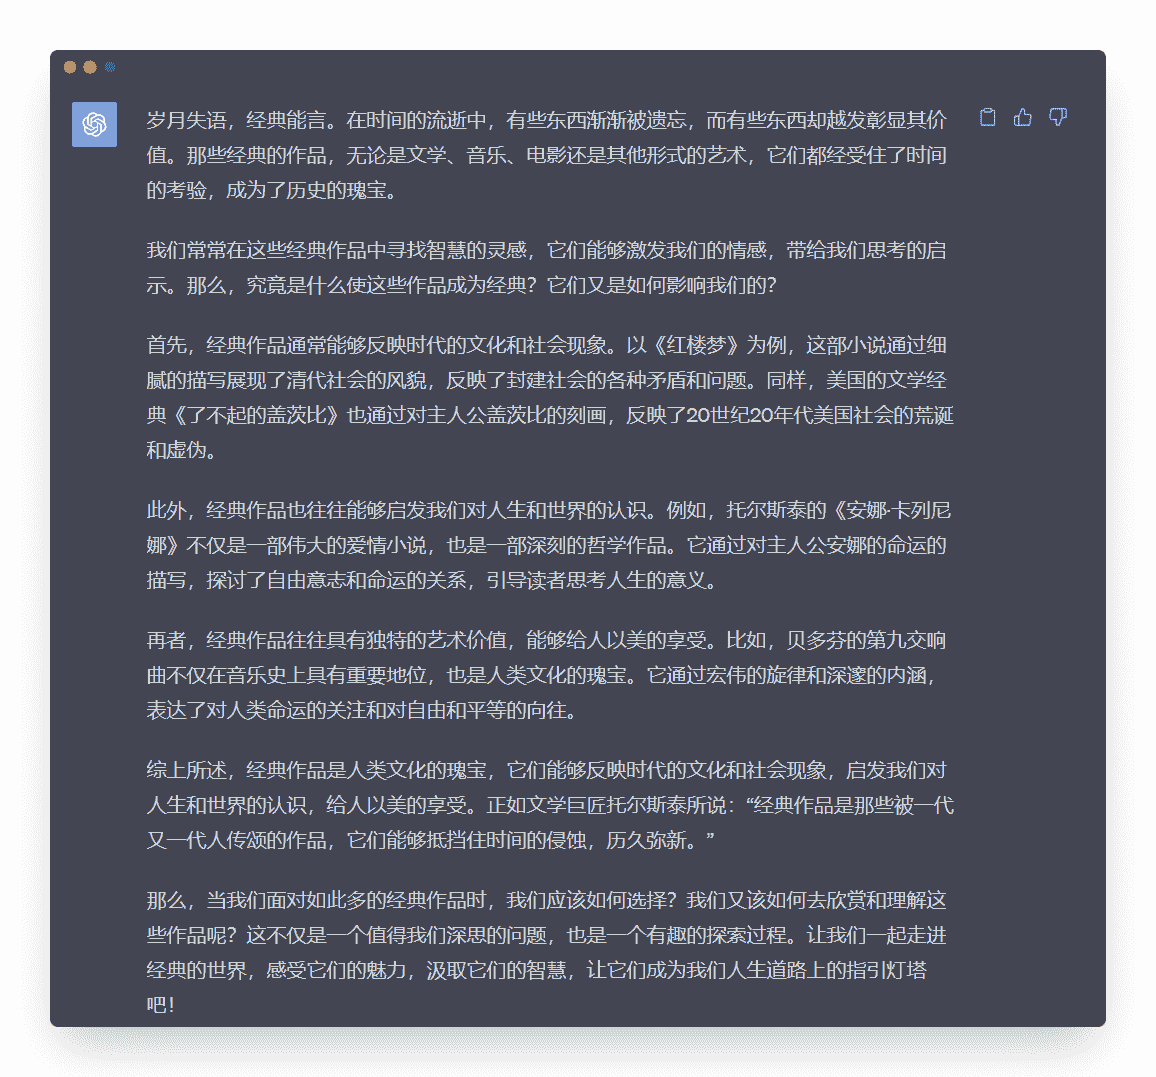 岁月失语，经典能言。在时间的流逝中，有些东西渐渐被遗忘，而有些东西却越发彰显其价
值。那些经典的作品，无论是文学、音乐、电影还是其他形式的艺术，它们都经受住了时间
的考验，成为了历史的瑰宝。
我们常常在这些经典作品中寻找智慧的灵感，它们能够激发我们的情感，带给我们思考的启
示。那么，究竟是什么使这些作品成为经典？它们又是如何影响我们的？
首先，经典作品通常能够反映时代的文化和社会现象。以《红楼梦》为例，这部小说通过细
腻的描写展现了清代社会的风貌，反映了封建社会的各种矛盾和问题。同样，美国的文学经
典《了不起的盖茨比》也通过对主人公盖茨比的刻画，反映了20世纪20年代美国社会的荒诞
和虚伪。
此外，经典作品也往往能够启发我们对人生和世界的认识。例如，托尔斯泰的《安娜·卡列尼
娜》不仅是一部伟大的爱情小说，也是一部深刻的哲学作品。它通过对主人公安娜的命运的
描写，探讨了自由意志和命运的关系，引导读者思考人生的意义。
再者，经典作品往往具有独特的艺术价值，能够给人以美的享受。比如，贝多芬的第九交响
曲不仅在音乐史上具有重要地位，也是人类文化的瑰宝。它通过宏伟的旋律和深邃的内涵，
表达了对人类命运的关注和对自由和平等的向往。
综上所述，经典作品是人类文化的瑰宝，它们能够反映时代的文化和社会现象，启发我们对
人生和世界的认识，给人以美的享受。正如文学巨匠托尔斯泰所说：“经典作品是那些被一代
又一代人传颂的作品，它们能够抵挡住时间的侵蚀，历久弥新。”
那么，当我们面对如此多的经典作品时，我们应该如何选择？我们又该如何去欣赏和理解这
些作品呢？这不仅是一个值得我们深思的问题，也是一个有趣的探索过程。让我们一起走进
经典的世界，感受它们的魅力，汲取它们的智慧，让它们成为我们人生道路上的指引灯塔
吧！